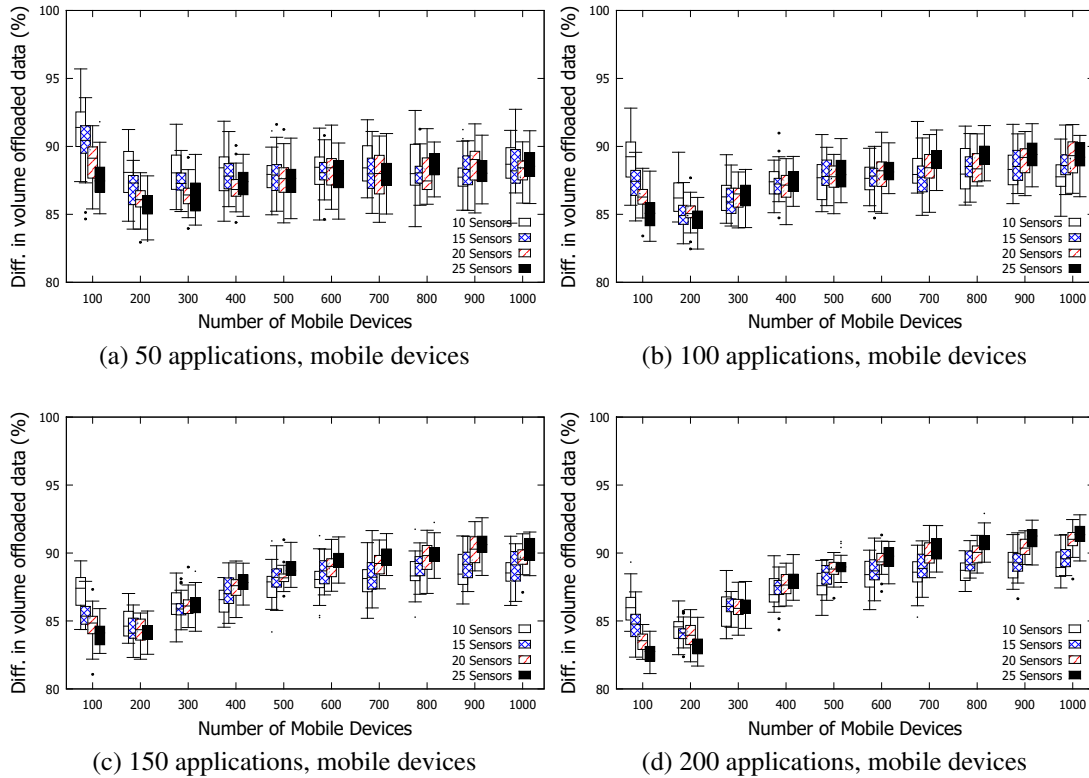 Diff. in volume offloaded data (%)
100
95
90
85
80
10 Sensors
15 Sensors
20 Sensors
25 Sensors
100 200 300 400 500 600 700 800 900 1000
Number of Mobile Devices
(a) 50 applications, mobile devices
Diff. in volume offloaded data (%)
100
95
90
85
80
10 Sensors
15 Sensors
20 Sensors
25 Sensors
100 200 300 400 500 600 700 800 900 1000
Number of Mobile Devices
(b) 100 applications, mobile devices
Diff. in volume offloaded data (%)
100
95
90
85
80
10 Sensors
15 Sensors
20 Sensors
25 Sensors
100 200 300 400 500 600 700 800 900 1000
Number of Mobile Devices
(c) 150 applications, mobile devices
Diff. in volume offloaded data (%)
100
95
90
85
80
10 Sensors
15 Sensors
20 Sensors
25 Sensors
100 200 300 400 500 600 700 800 900 1000
Number of Mobile Devices
(d) 200 applications, mobile devices